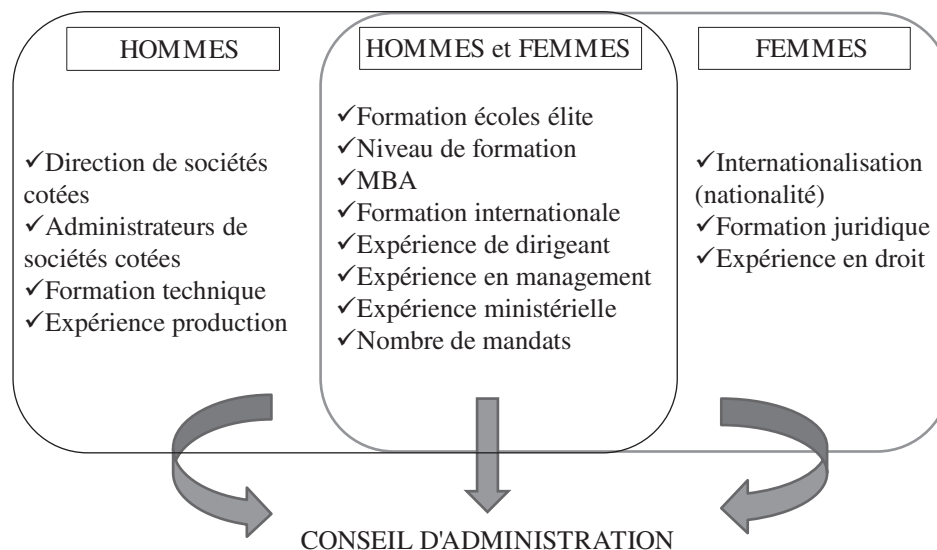 HOMMES
✓Direction de sociétés
cotées
✓Administrateurs de
sociétés cotées
✓Formation technique
✓Expérience production
HOMMES et FEMMES
✓Formation écoles élite
✓Niveau de formation
✓MBA
✓Formation internationale
✓Expérience de dirigeant
✓Expérience en management
✓Expérience ministérielle
✓Nombre de mandats
FEMMES
✓Internationalisation
(nationalité)
✓Formation juridique
✓Expérience en droit
CONSEIL D'ADMINISTRATION